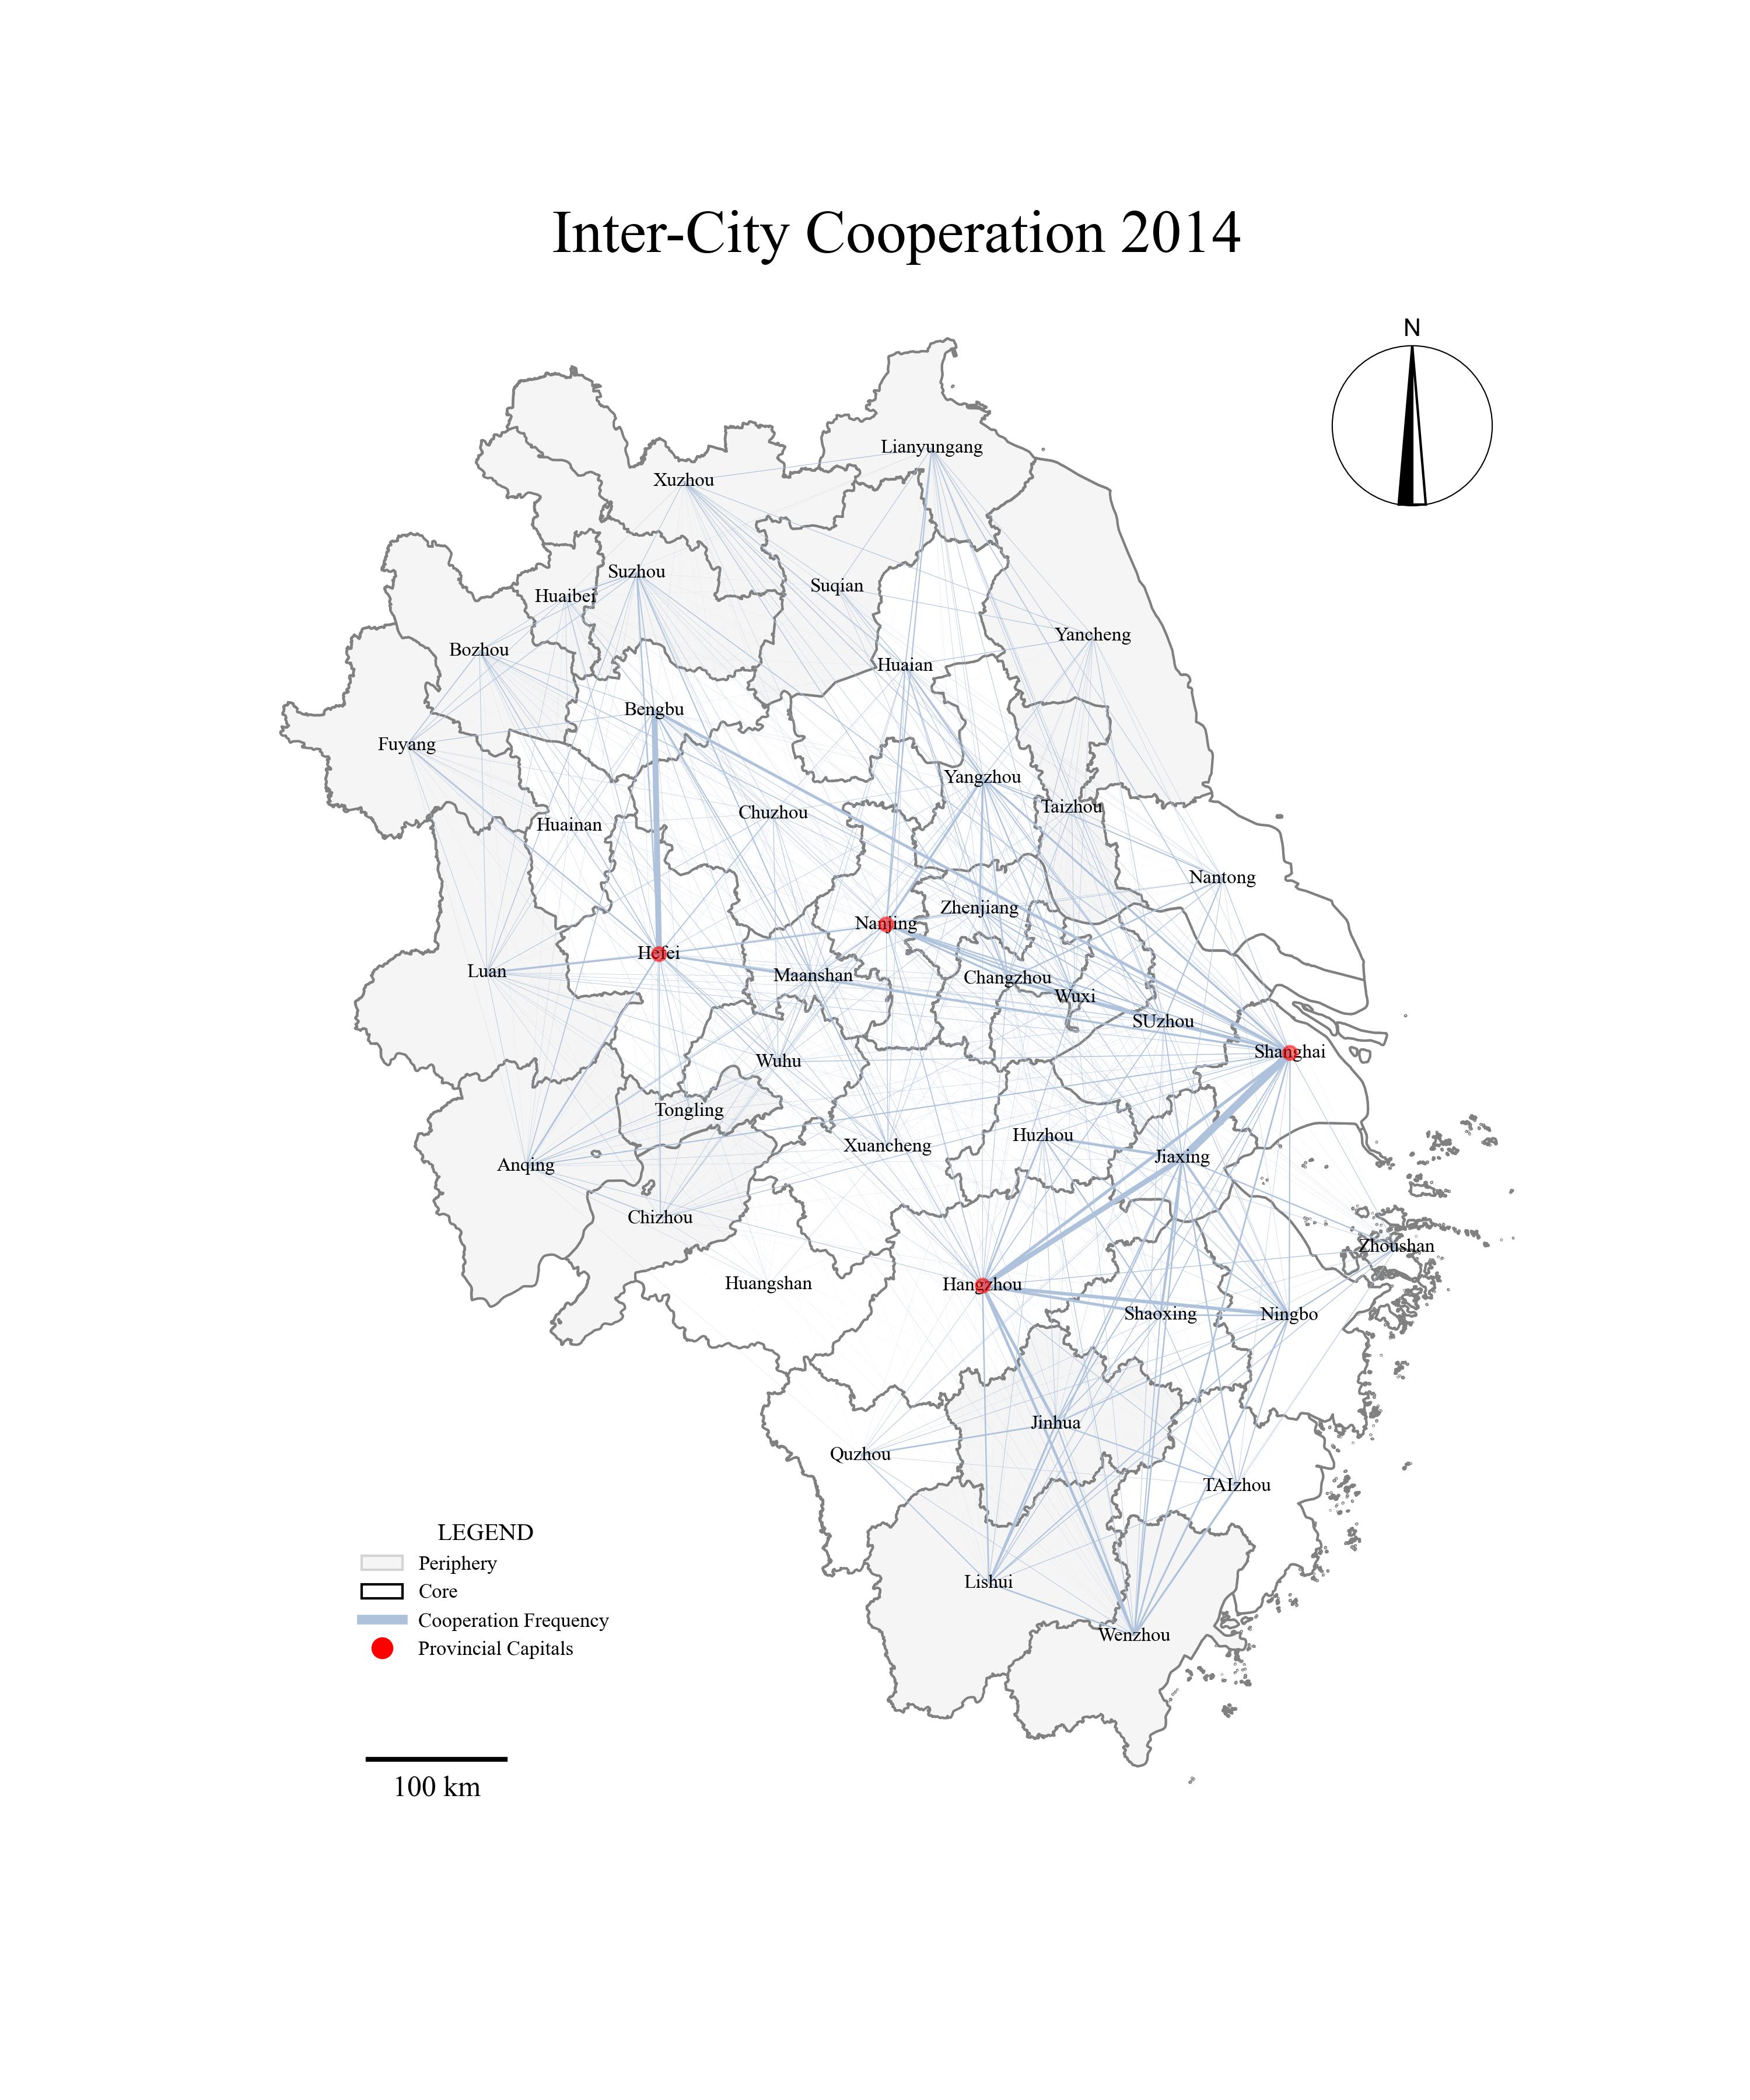 Inter-City Cooperation 2014
N
Lianyungang
Xuzhou
Suzhou
Suqian
Huaibei
Yancheng
Bozhou
Huaian
Bengbu
Fuyang
Yangzhou
Taizhou
Chuzhou
Huainan
Nantong
Zhenjiang
Nanjing
Hefei
Luan
Maanshan
Changzhou
Wuxi
SUzhou
Shanghai
Wuhu
Tongling
Huzhou
Xuancheng
Jiaxing
Anqing
Chizhou
Zhoushan
Huangshan
Hangzhou
Shaoxing
Ningbo
Jinhua
Quzhou
TAIzhou
Lishui
Wenzhou
LEGEND
Periphery
Core
Cooperation Frequency
Provincial Capitals
100 km